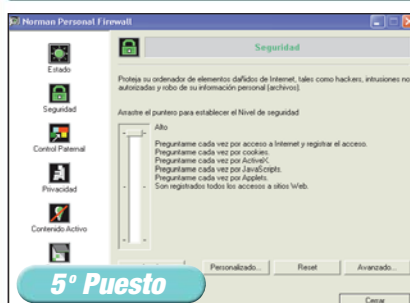 Norman Personal Firewall
Seguridad
Estado
Proteja su ordenador de elementos dañidos de Internet, tales como hackers, intrusiones no
autorizadas y robo de su información personal (archivos).
Seguridad
Arrastre el puntero para establecer el Nivel de seguridad
Alto
Preguntarme cada vez por acceso a Internet y registrar el acceso.
Preguntarme cada vez por cookies.
Preguntarme cada vez por ActiveX.
Preguntarme cada vez por JavaScripts.
Preguntarme cada vez por Applets.
Son registrados todos los accesos a sitios Web.
Control Paternal
Privacidad
Contenido Activo
Personalizado...
Reset
Avanzado...
5º Puesto
Cerrar